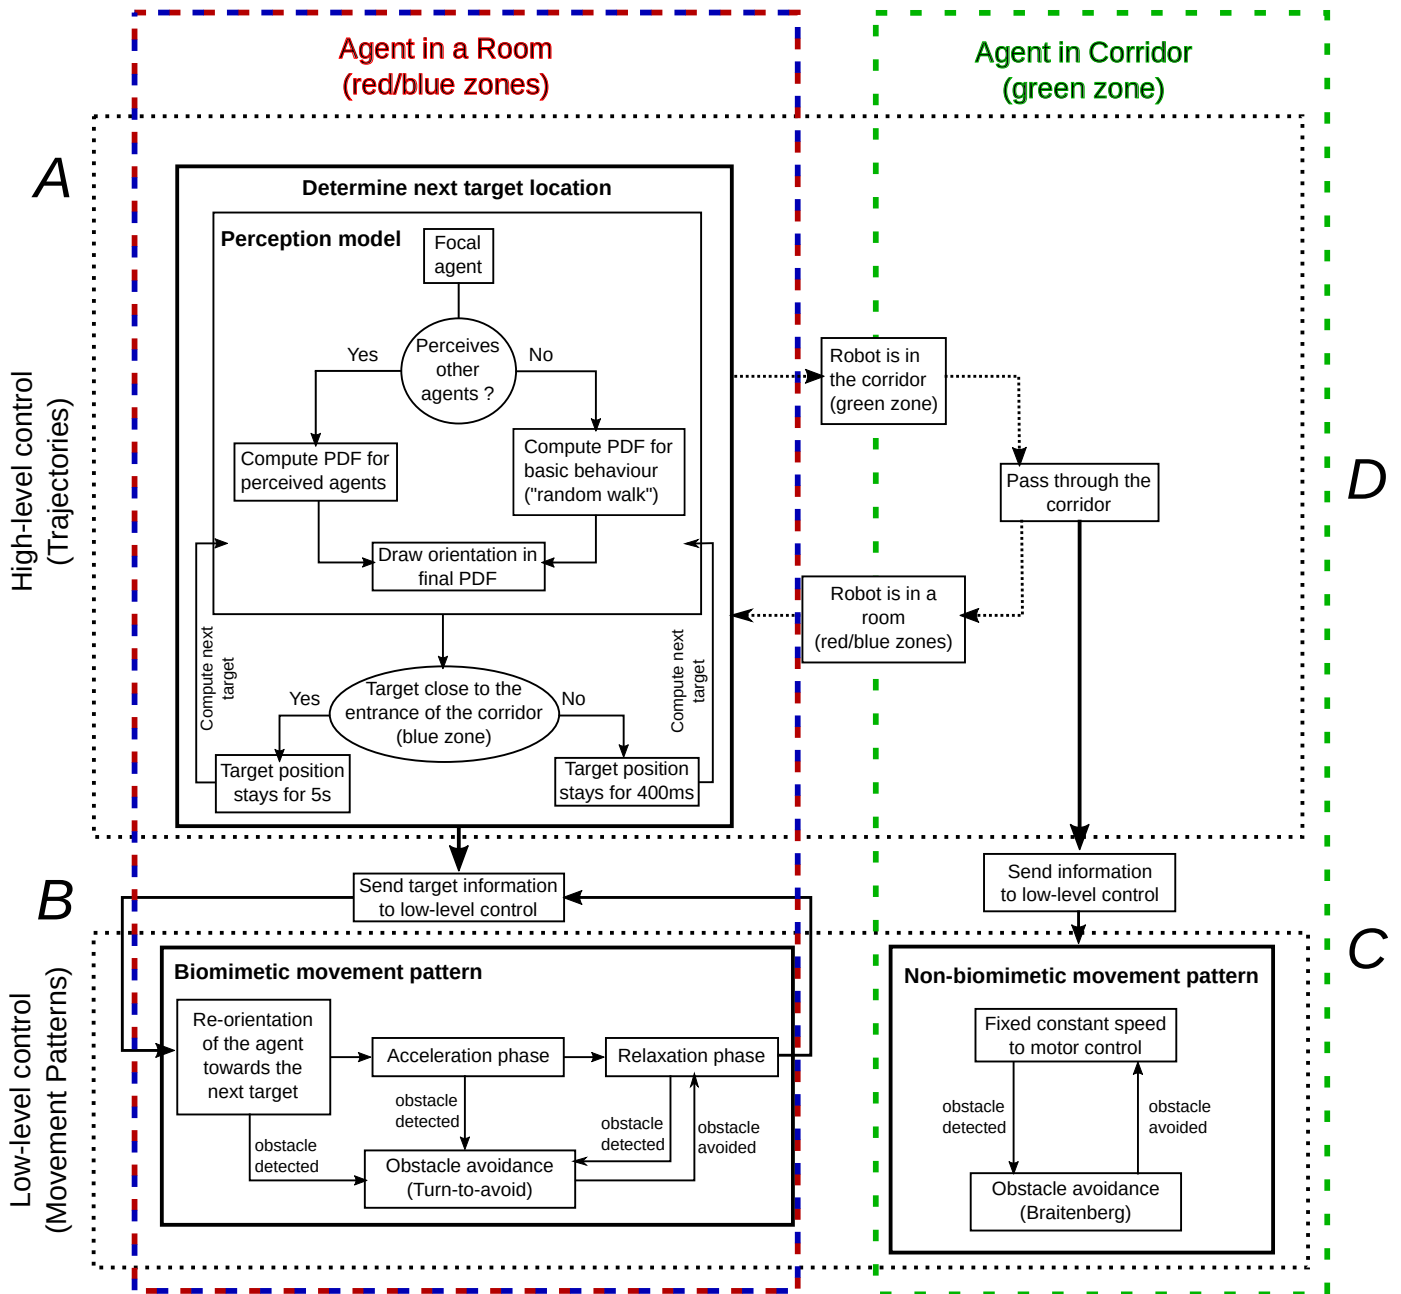 Agent in a Room
(red/blue zones)
Agent in Corridor
(green zone)
A
Determine next target location
Perception model
Focal
agent
Perceives
other
agents ?
Yes
No
Compute PDF for
perceived agents
Compute PDF for
basic behaviour
("random walk")
Draw orientation in
final PDF
Compute next
target
Compute next
target
Target close to the
entrance of the corridor
(blue zone)
Yes
No
Target position
stays for 5s
Target position
stays for 400ms
High-level control
(Trajectories)
Robot is in
the corridor
(green zone)
Pass through the
corridor
Robot is in a
room
(red/blue zones)
D
B
Send target information
to low-level control
Send information
to low-level control
C
Low-level control
(Movement Patterns)
Biomimetic movement pattern
Re-orientation
of the agent
towards the
next target
Acceleration phase
Relaxation phase
obstacle
detected
obstacle
detected
obstacle
detected
obstacle
avoided
Obstacle avoidance
(Turn-to-avoid)
Non-biomimetic movement pattern
Fixed constant speed
to motor control
obstacle
detected
obstacle
avoided
Obstacle avoidance
(Braitenberg)